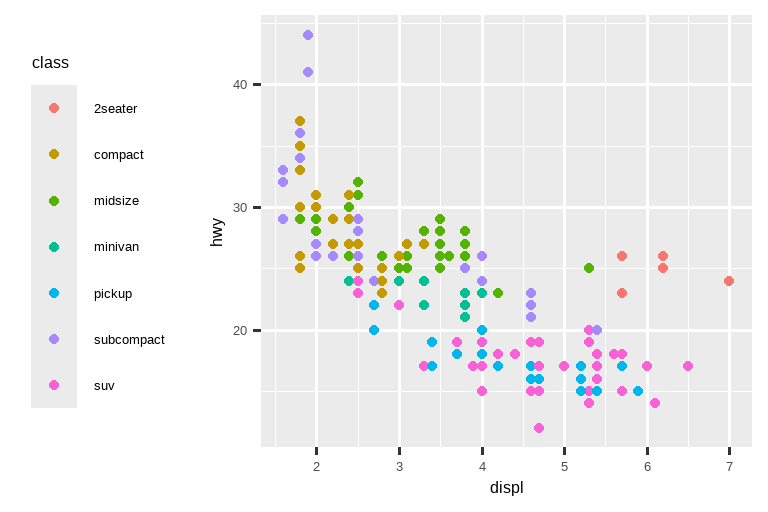 class
2seater
compact
midsize
minivan
pickup
subcompact
suv
hwy
40
30
20
2 3 4 5 6 7
displ